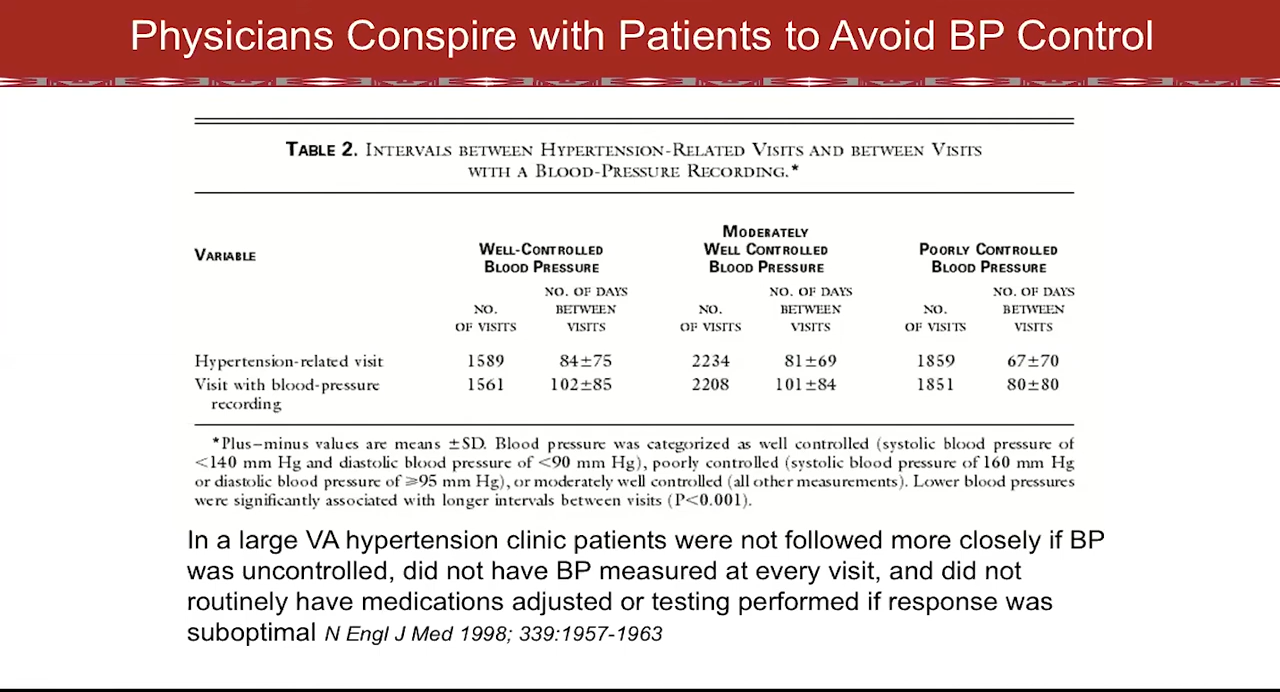 Physicians Conspire with Patients to Avoid BP Control
TABLE 2. INTERVALS BETWEEN HYPERTENSION-RELATED VISITS AND BETWEEN VISITS
WITH A BLOOD-PRESSURE RECORDING.*
VARIABLE
WELL-CONTROLLED
BLOOD PRESSURE
MODERATELY
WELL CONTROLLED
BLOOD PRESSURE
POORLY CONTROLLED
BLOOD PRESSURE
NO.
OF VISITS
NO. OF DAYS
BETWEEN
VISITS
NO.
OF VISITS
NO. OF DAYS
BETWEEN
VISITS
NO.
OF VISITS
NO. OF DAYS
BETWEEN
VISITS
Hypertension-related visit 1589 84±75 2234 81±69 1859 67±70
Visit with blood-pressure 1561 102±85 2208 101±84 1851 80±80
recording
*Plus–minus values are means ±SD. Blood pressure was categorized as well controlled (systolic blood pressure of
<140 mm Hg and diastolic blood pressure of <90 mm Hg), poorly controlled (systolic blood pressure of 160 mm Hg
or diastolic blood pressure of ≥95 mm Hg), or moderately well controlled (all other measurements). Lower blood pressures
were significantly associated with longer intervals between visits (P<0.001).
In a large VA hypertension clinic patients were not followed more closely if BP
was uncontrolled, did not have BP measured at every visit, and did not
routinely have medications adjusted or testing performed if response was
suboptimal N Engl J Med 1998; 339:1957-1963